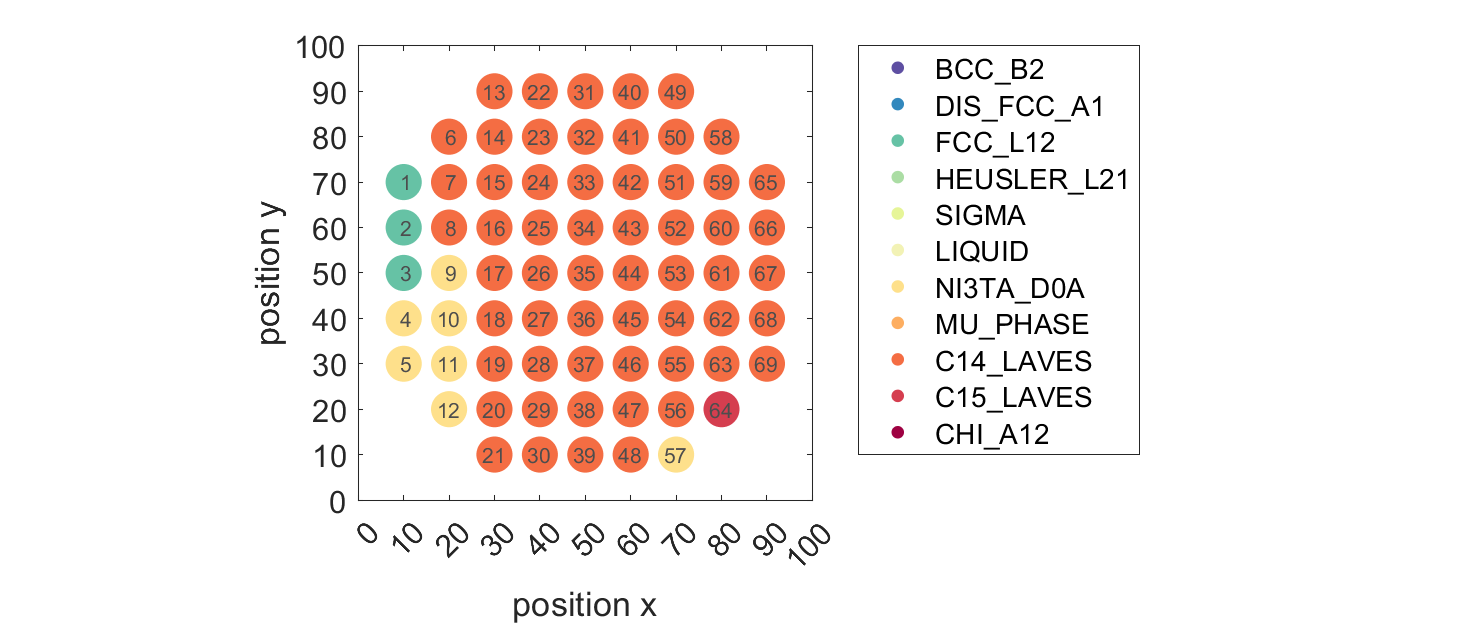 100
90
80
70
60
50
40
30
20
10
0
position y
13 22 31 40 49
6 14 23 32 41 50 58
1 7 15 24 33 42 51 59 65
2 8 16 25 34 43 52 60 66
3 9 17 26 35 44 53 61 67
4 10 18 27 36 45 54 62 68
5 11 19 28 37 46 55 63 69
12 20 29 38 47 56 64
21 30 39 48 57
0 10 20 30 40 50 60 70 80 90 100
position x
BCC_B2
DIS_FCC_A1
FCC_L12
HEUSLER_L21
SIGMA
LIQUID
NI3TA_D0A
MU_PHASE
C14_LAVES
C15_LAVES
CHI_A12